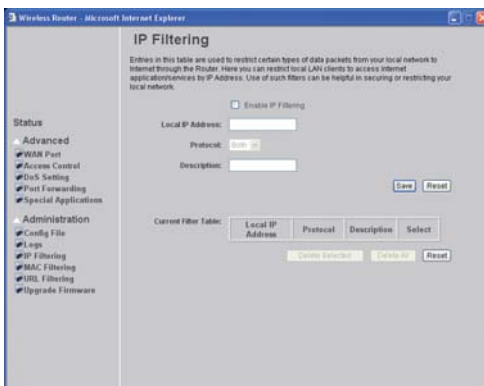 Wireless Router - Microsoft Internet Explorer
IP Filtering
Entries in this table are used to restrict certain types of data packets from your local network to
Internet through the Router. Here you can restrict local LAN clients to access Internet
application/services by IP Address. Use of such filters can be helpful in securing or restricting your
local network.
Enable IP Filtering
Local IP Address:
Protocol: Both
Description:
Save Reset
Current Filter Table:
Local IP Address Protocol Description Select
Delete Selected Delete All Reset
Status
Advanced
WAN Port
Access Control
DoS Setting
Port Forwarding
Special Applications
Administration
Config File
Logs
IP Filtering
MAC Filtering
URL Filtering
Upgrade Firmware